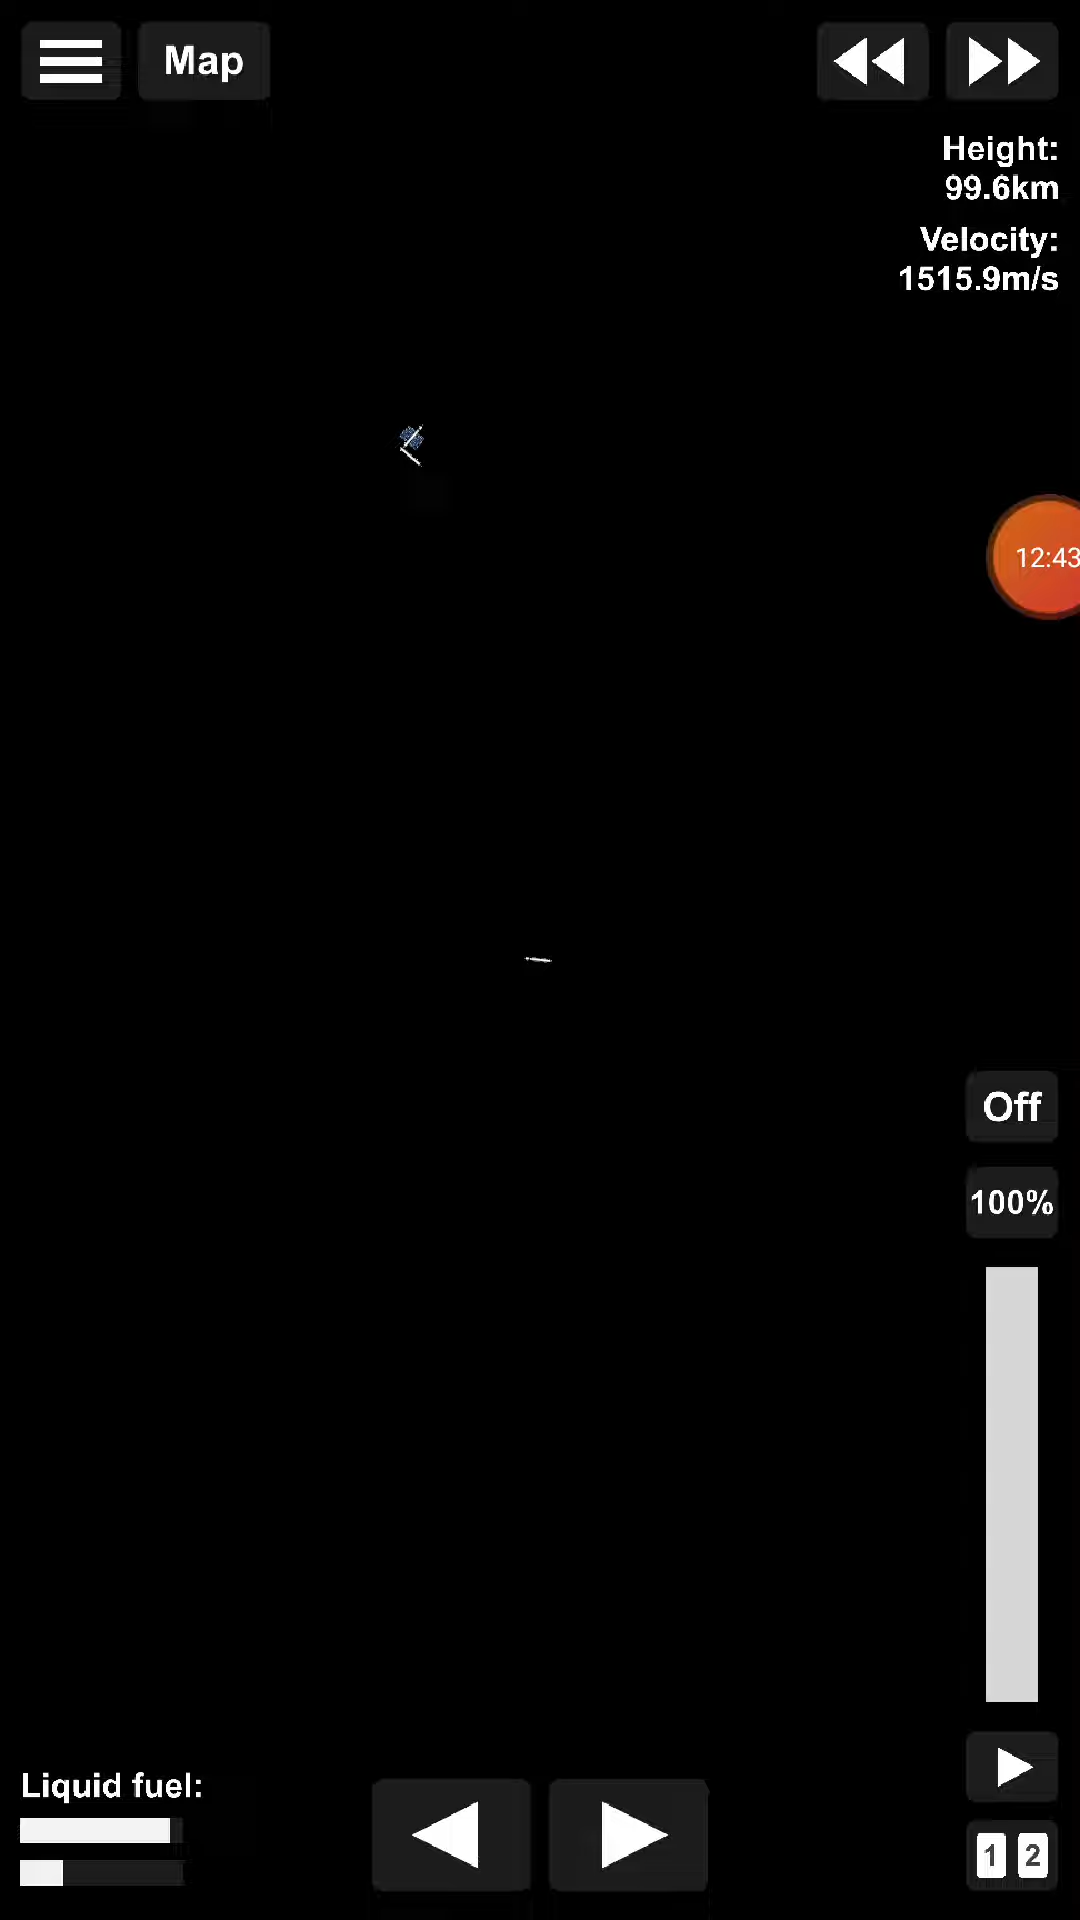 Map
Height:
99.6km
Velocity:
1515.9m/s
12:43
Off
100%
Liquid fuel:
1 2